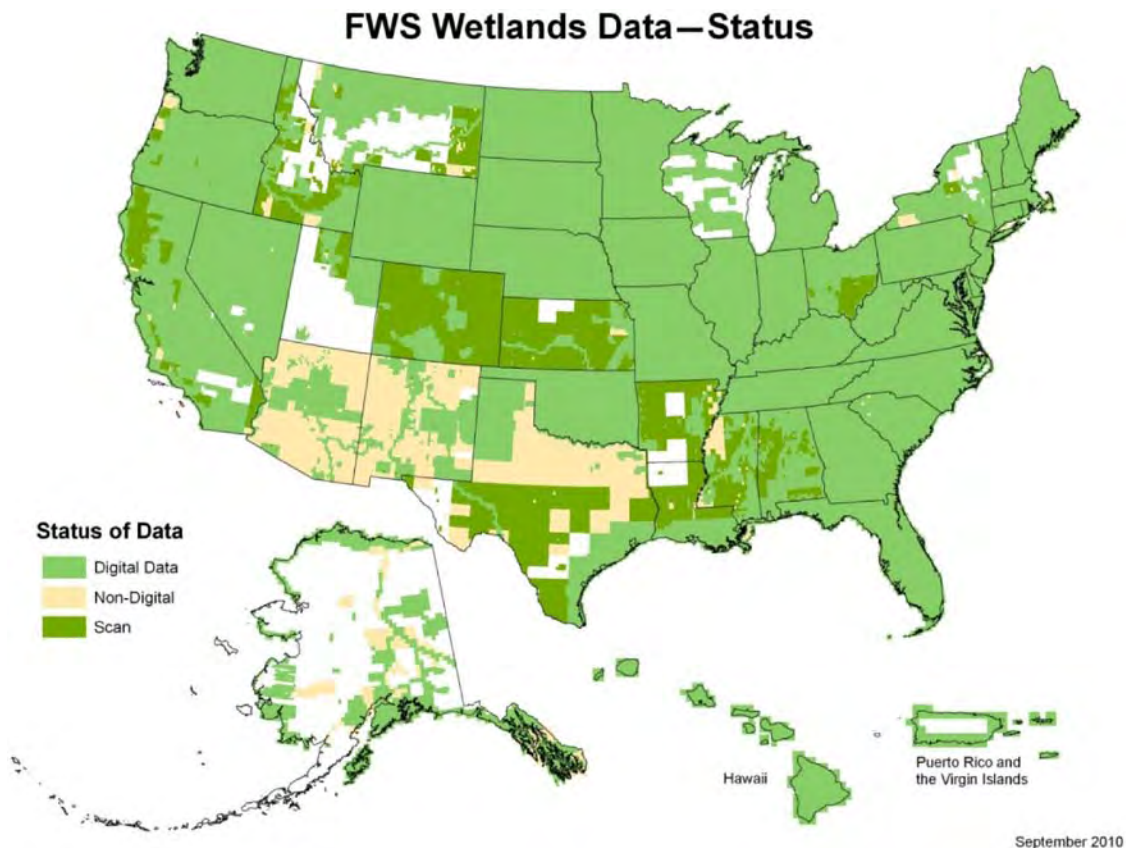 FWS Wetlands Data—Status
Status of Data
Digital Data
Non-Digital
Scan
Hawaii
Puerto Rico and
the Virgin Islands
September 2010